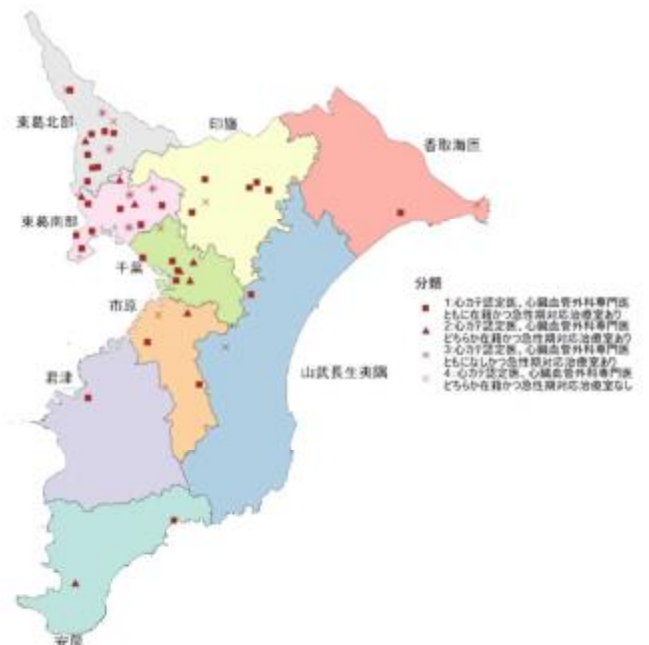 東葛北部
印旛
香取海匝
東葛南部
千葉
市原
君津
山武長生夷隅
安房
分類
1:心カテ認定医、心臓血管外科専門医
ともに在籍かつ急性期対応治療室あり
2:心カテ認定医、心臓血管外科専門医
どちらか在籍かつ急性期対応治療室あり
3:心カテ認定医、心臓血管外科専門医
ともになしかつ急性期対応治療室あり
4:心カテ認定医、心臓血管外科専門医
どちらか在籍かつ急性期対応治療室なし